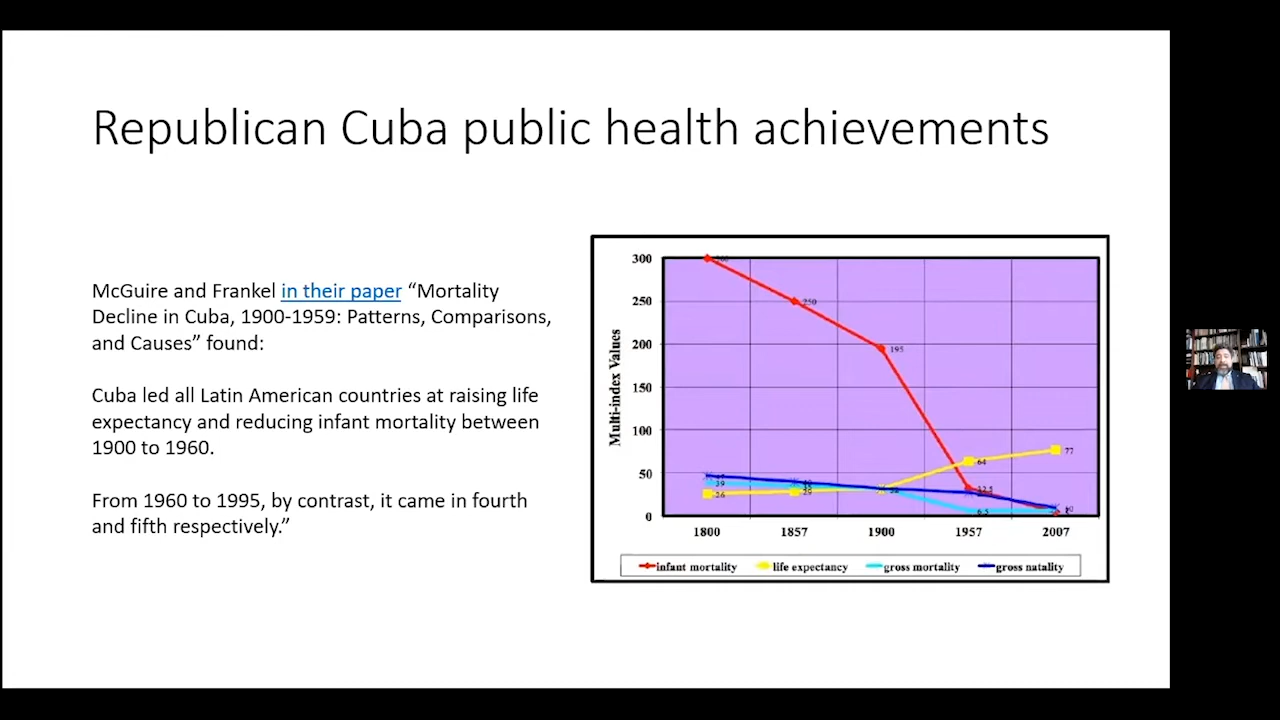 Republican Cuba public health achievements
McGuire and Frankel in their paper “Mortality
Decline in Cuba, 1900-1959: Patterns, Comparisons,
and Causes” found:
Cuba led all Latin American countries at raising life
expectancy and reducing infant mortality between
1900 to 1960.
From 1960 to 1995, by contrast, it came in fourth
and fifth respectively.”
Multi-index Values
300
250
200
150
100
50
0
250
195
39
26
29
64
6.5
77
1800 1857 1900 1957 2007
infant mortality life expectancy gross mortality gross natality